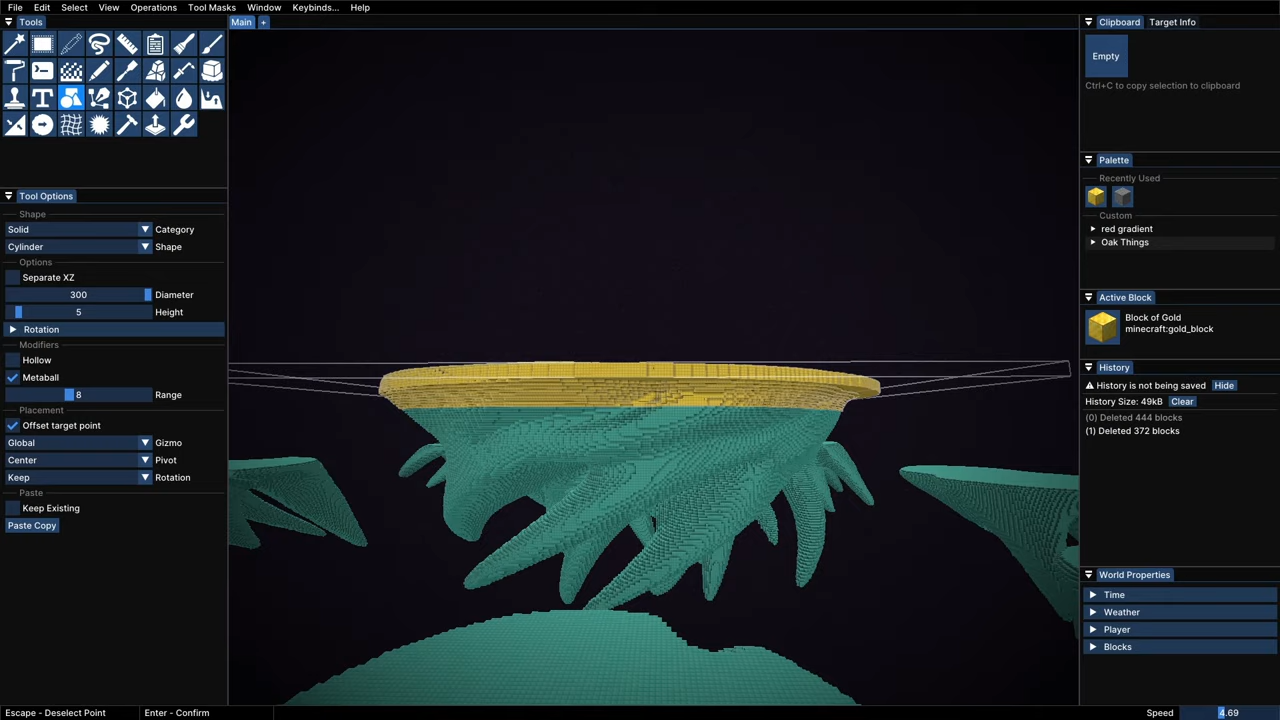 File Edit Select View Operations Tool Masks Window Keybinds... Help
Tools
Main +
Clipboard Target Info
Empty
Ctrl+C to copy selection to clipboard
Palette
Recently Used
Custom
red gradient
Oak Things
Tool Options
Shape
Solid Category
Cylinder Shape
Options
Separate XZ
300 Diameter
5 Height
Rotation
Modifiers
Hollow
Metaball
8 Range
Placement
Offset target point
Global Gizmo
Center Pivot
Keep Rotation
Paste
Keep Existing
Paste Copy
Active Block
Block of Gold
minecraft:gold_block
History
History is not being saved Hide
History Size: 49kB Clear
(0) Deleted 444 blocks
(1) Deleted 372 blocks
World Properties
Time
Weather
Player
Blocks
Escape - Deselect Point Enter - Confirm
Speed 4.69